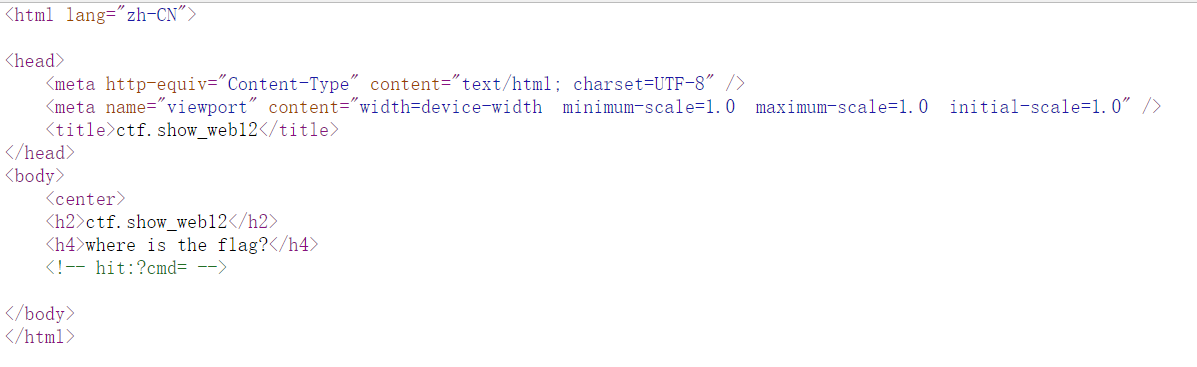 <html lang="zh-CN">
<head>
<meta http-equiv="Content-Type" content="text/html; charset=UTF-8" />
<meta name="viewport" content="width=device-width  minimum-scale=1.0  maximum-scale=1.0  initial-scale=1.0" />
<title>ctf.show_web12</title>
</head>
<body>
<center>
<h2>ctf.show_web12</h2>
<h4>where is the flag?</h4>
<!-- hit:?cmd= -->
</body>
</html>